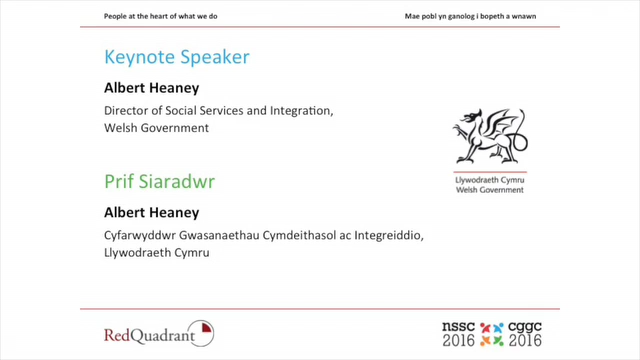 People at the heart of what we do
Mae pobl yn ganolog i bopeth a wnawn
Keynote Speaker
Albert Heaney
Director of Social Services and Integration,
Welsh Government
Llywodraeth Cymru
Welsh Government
Prif Siaradwr
Albert Heaney
Cyfarwyddwr Gwasanaethau Cymdeithasol ac Integreiddio,
Llywodraeth Cymru
RedQuadrant
nssc cggc
2016 2016